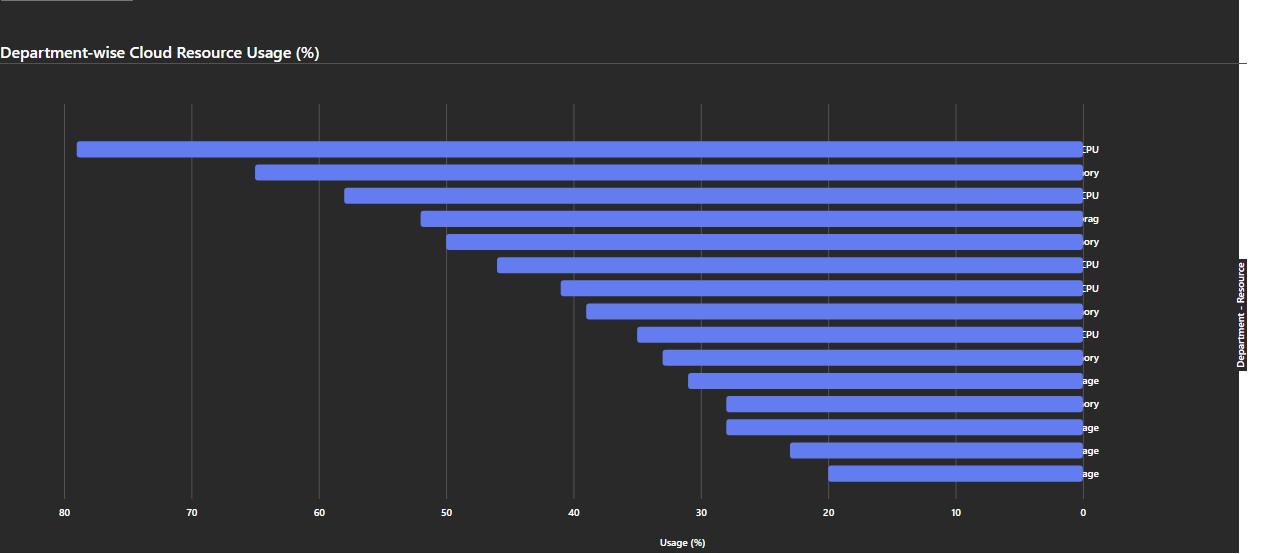 Department-wise Cloud Resource Usage (%)
CPU
ory
CPU
rag
ory
CPU
CPU
ory
CPU
ory
age
ory
age
age
age
Department - Resource
80 70 60 50 40 30 20 10 0
Usage (%)